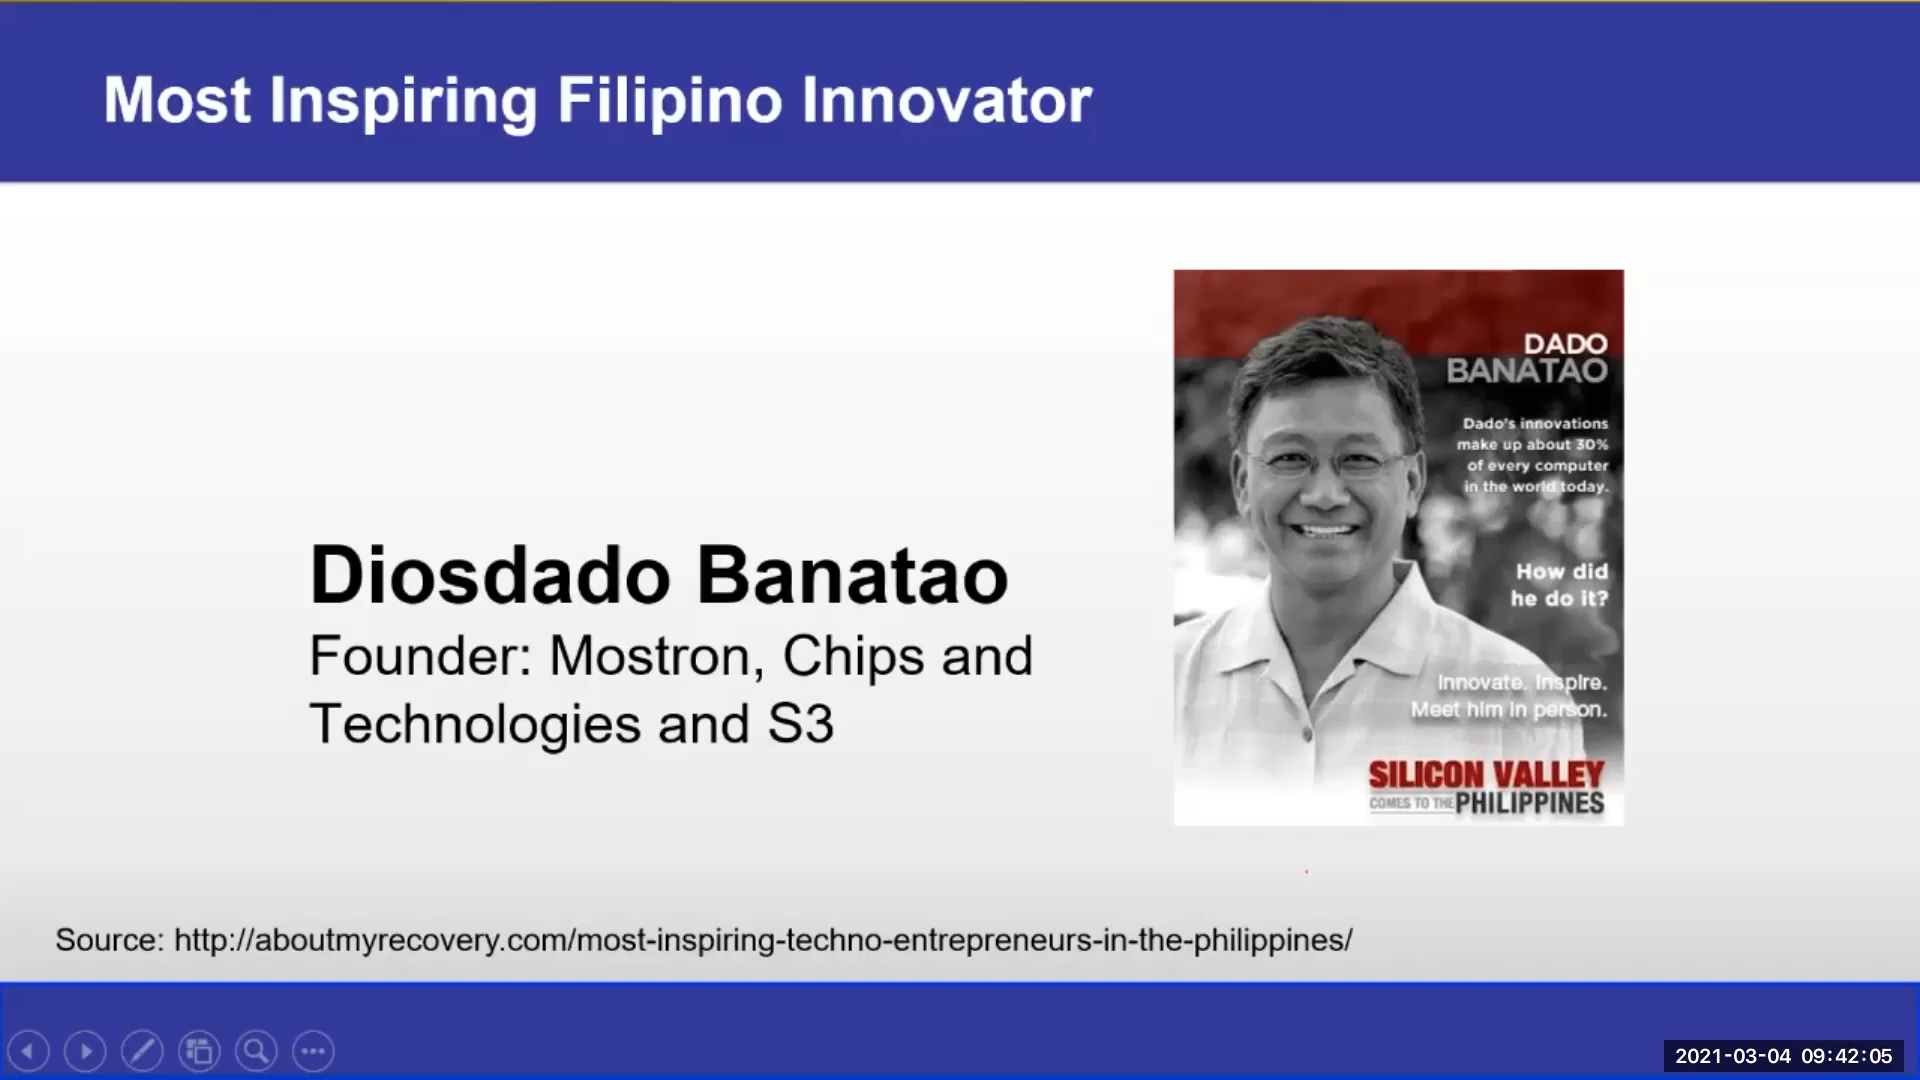 Most Inspiring Filipino Innovator
DADO
BANATAO
Dado's innovations
make up about 30%
of every computer
in the world today.
How did
he do it?
Innovate. Inspire.
Meet him in person.
SILICON VALLEY
COMES TO THE PHILIPPINES
Diosdado Banatao
Founder: Mostron, Chips and
Technologies and S3
Source: http://aboutmyrecovery.com/most-inspiring-techno-entrepreneurs-in-the-philippines/
2021-03-04 09:42:05